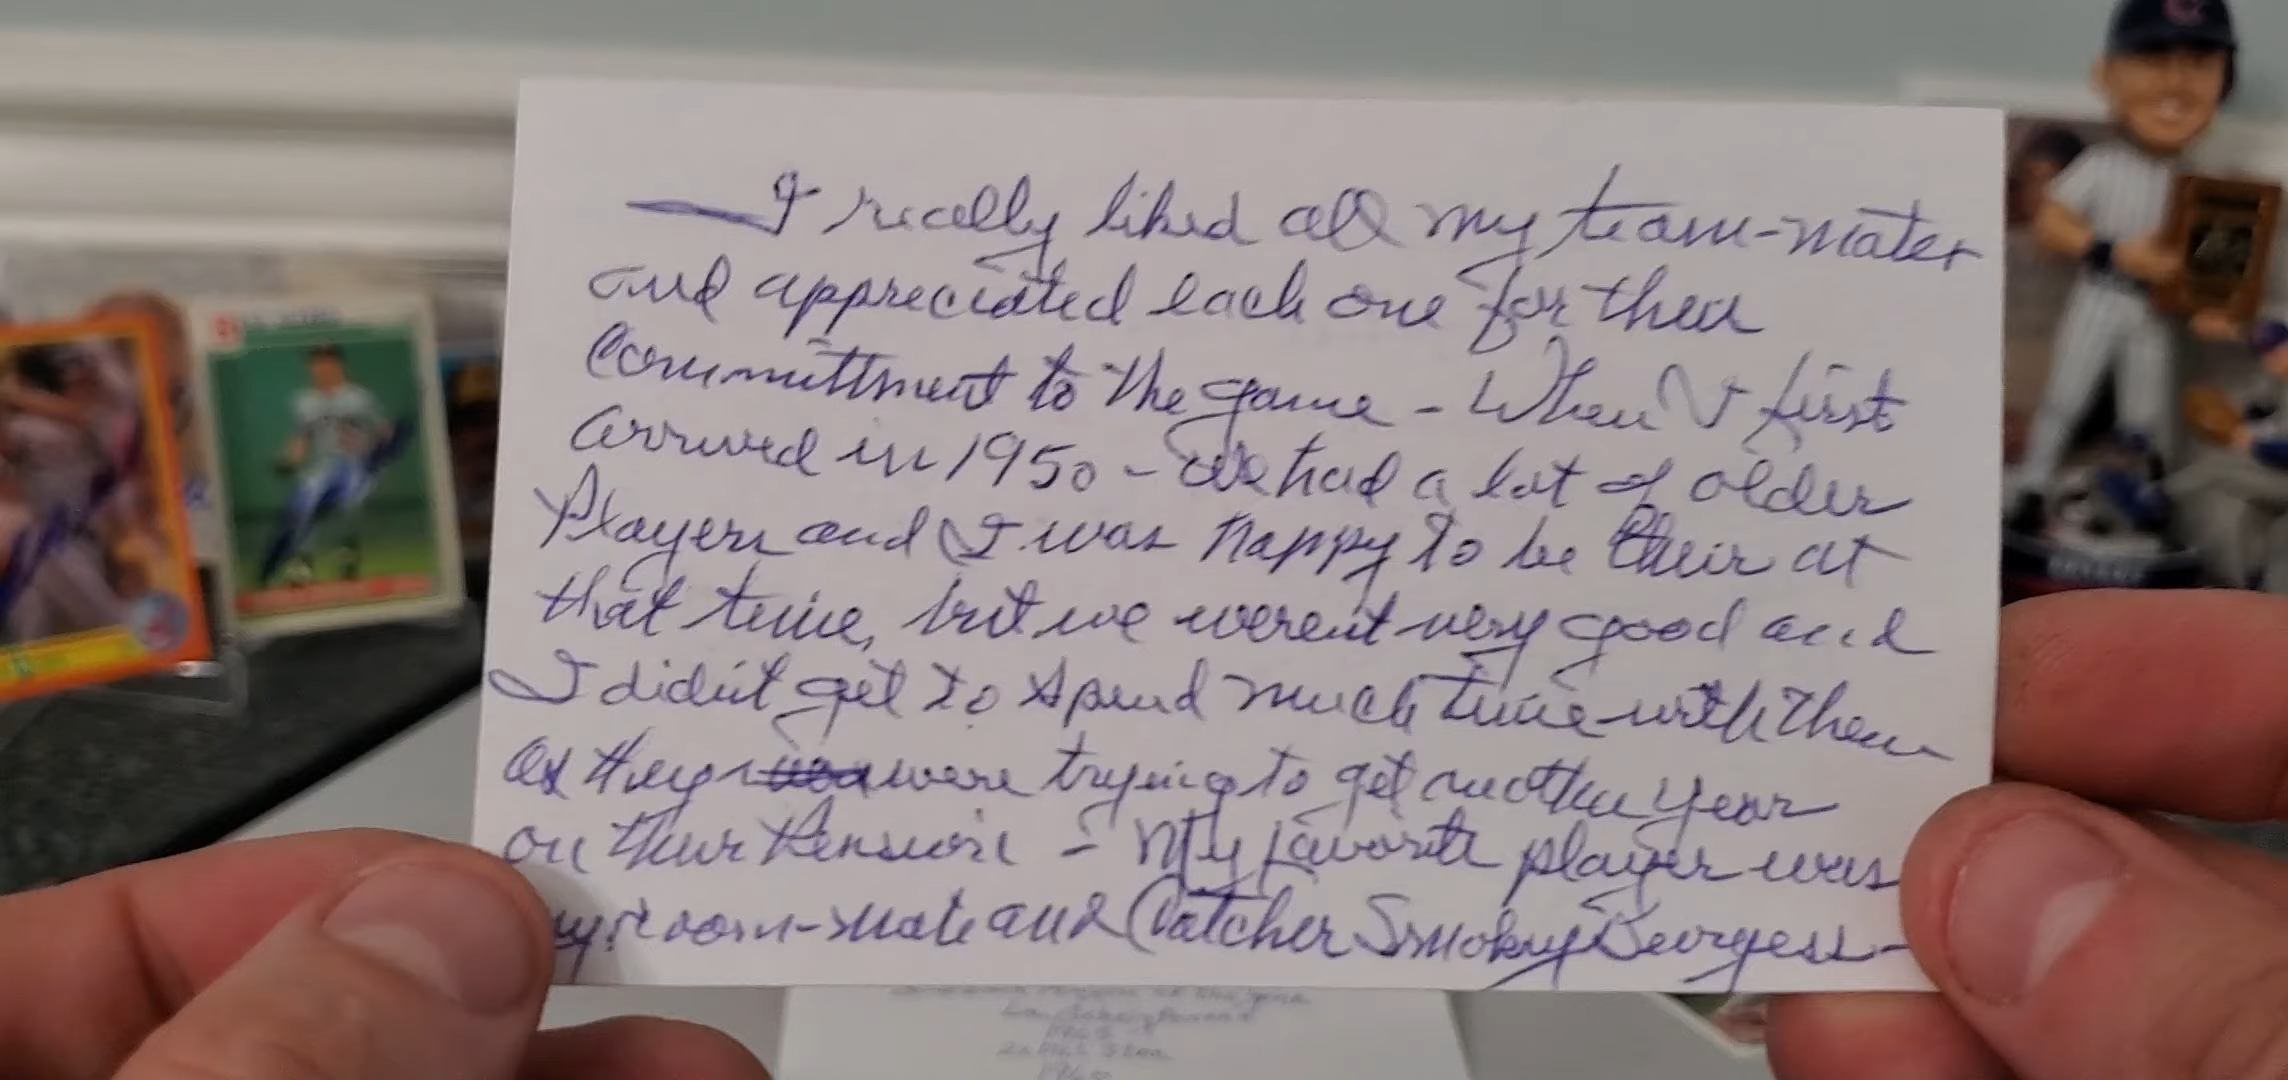 I really liked all my team-mates
and appreciated each one for their
Committment to the game - When I first
arrived in 1950 - we had a lot of older
Players and I was happy to be their at
that time, but we werent very good and
I didn't get to spend much time with them
as they were trying to get another year
on their Pension - My favorite player was
my room-mate and Catcher Smoky Burgess -
1965